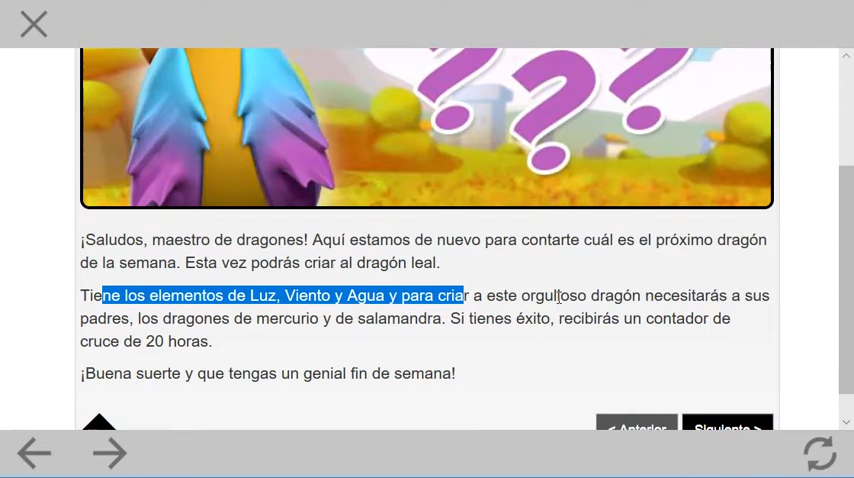 ???
¡Saludos, maestro de dragones! Aquí estamos de nuevo para contarte cuál es el próximo dragón
de la semana. Esta vez podrás criar al dragón leal.
Tiene los elementos de Luz, Viento y Agua y para criar a este orgulloso dragón necesitarás a sus
padres, los dragones de mercurio y de salamandra. Si tienes éxito, recibirás un contador de
cruce de 20 horas.
¡Buena suerte y que tengas un genial fin de semana!
< Anterior Siguiente >